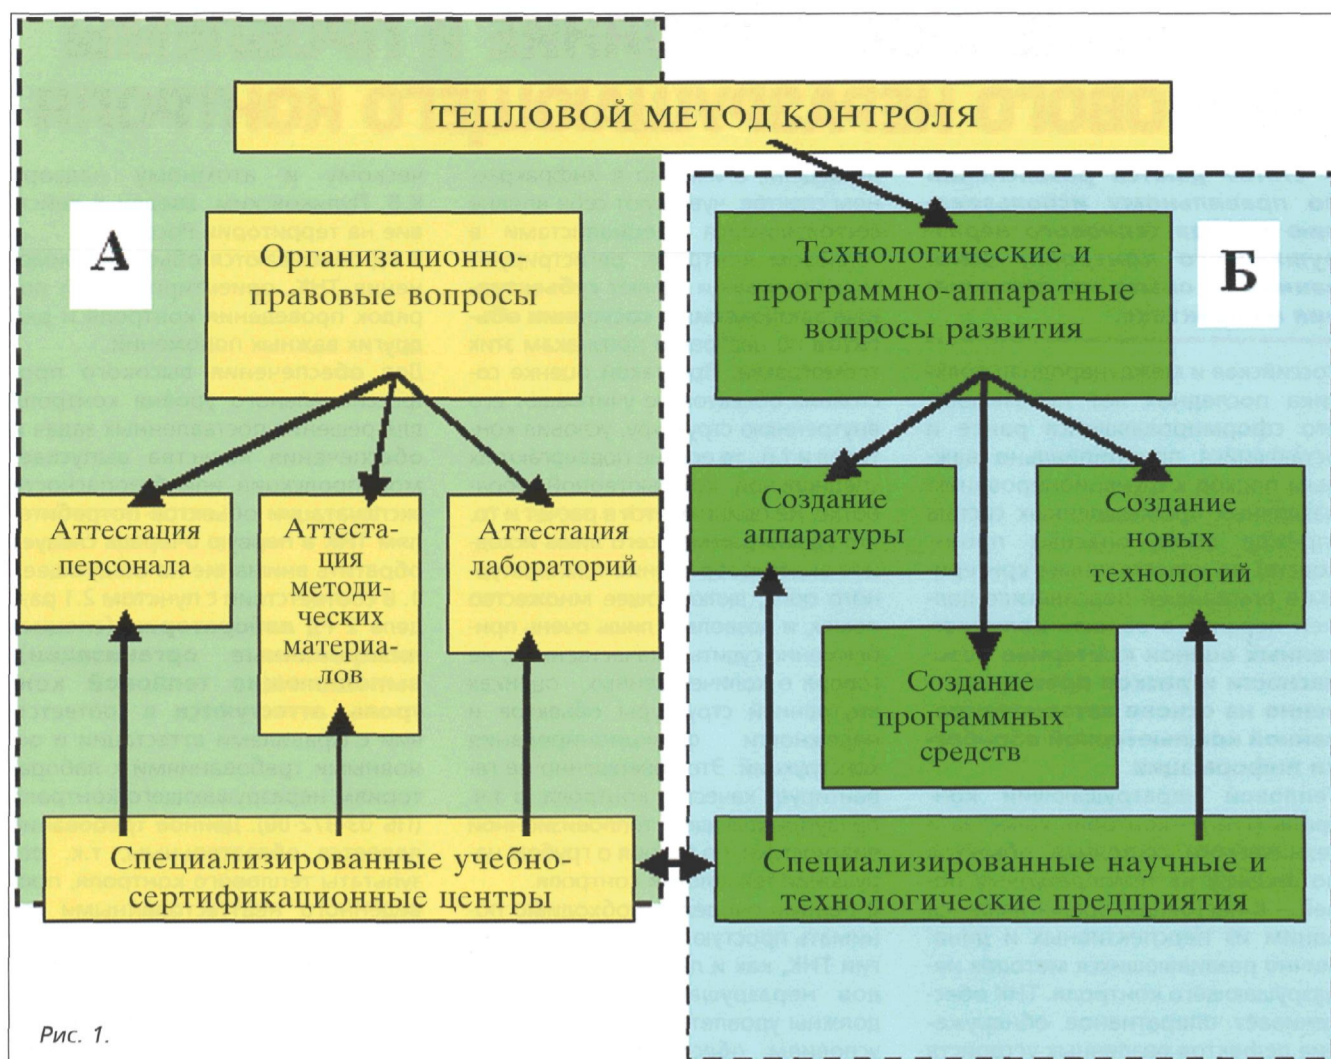 ТЕПЛОВОЙ МЕТОД КОНТРОЛЯ
А
Организационно-
правовые вопросы
Технологические и
программно-аппаратные
вопросы развития
Б
Аттестация
персонала
Аттеста-
ция
методи-
ческих
материа-
лов
Аттестация
лабораторий
Создание
аппаратуры
Создание
новых
технологий
Создание
программных
средств
Специализированные учебно-
сертификационные центры
Специализированные научные и
технологические предприятия
Рис. 1.